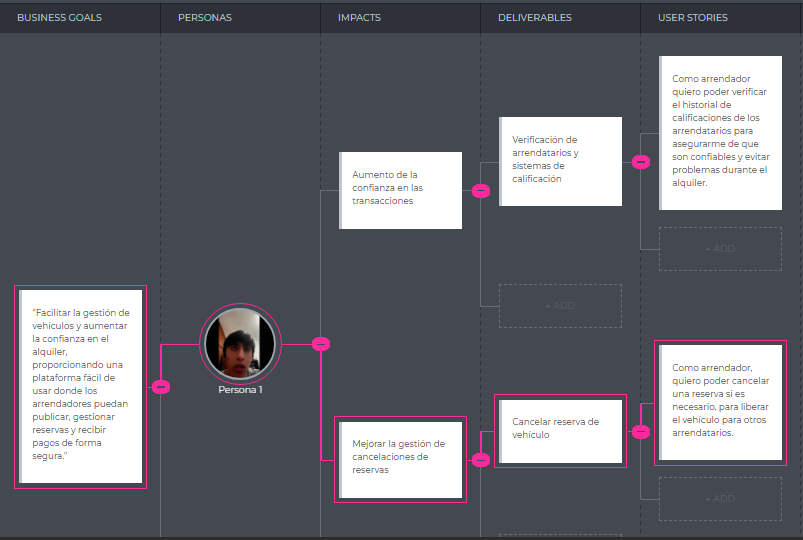 BUSINESS GOALS
PERSONAS
IMPACTS
DELIVERABLES
USER STORIES
"Facilitar la gestión de
vehículos y aumentar
la confianza en el
alquiler,
proporcionando una
plataforma fácil de
usar donde los
arrendadores puedan
publicar, gestionar
reservas y recibir
pagos de forma
segura."
Persona 1
Aumento de la
confianza en las
transacciones
Verificación de
arrendatarios y
sistemas de
calificación
Como arrendador
quiero poder verificar
el historial de
calificaciones de los
arrendatarios para
asegurarme de que
son confiables y evitar
problemas durante el
alquiler.
+ ADD
+ ADD
Mejorar la gestión de
cancelaciones de
reservas
Cancelar reserva de
vehículo
Como arrendador,
quiero poder cancelar
una reserva si es
necesario, para liberar
el vehículo para otros
arrendatarios.
+ ADD